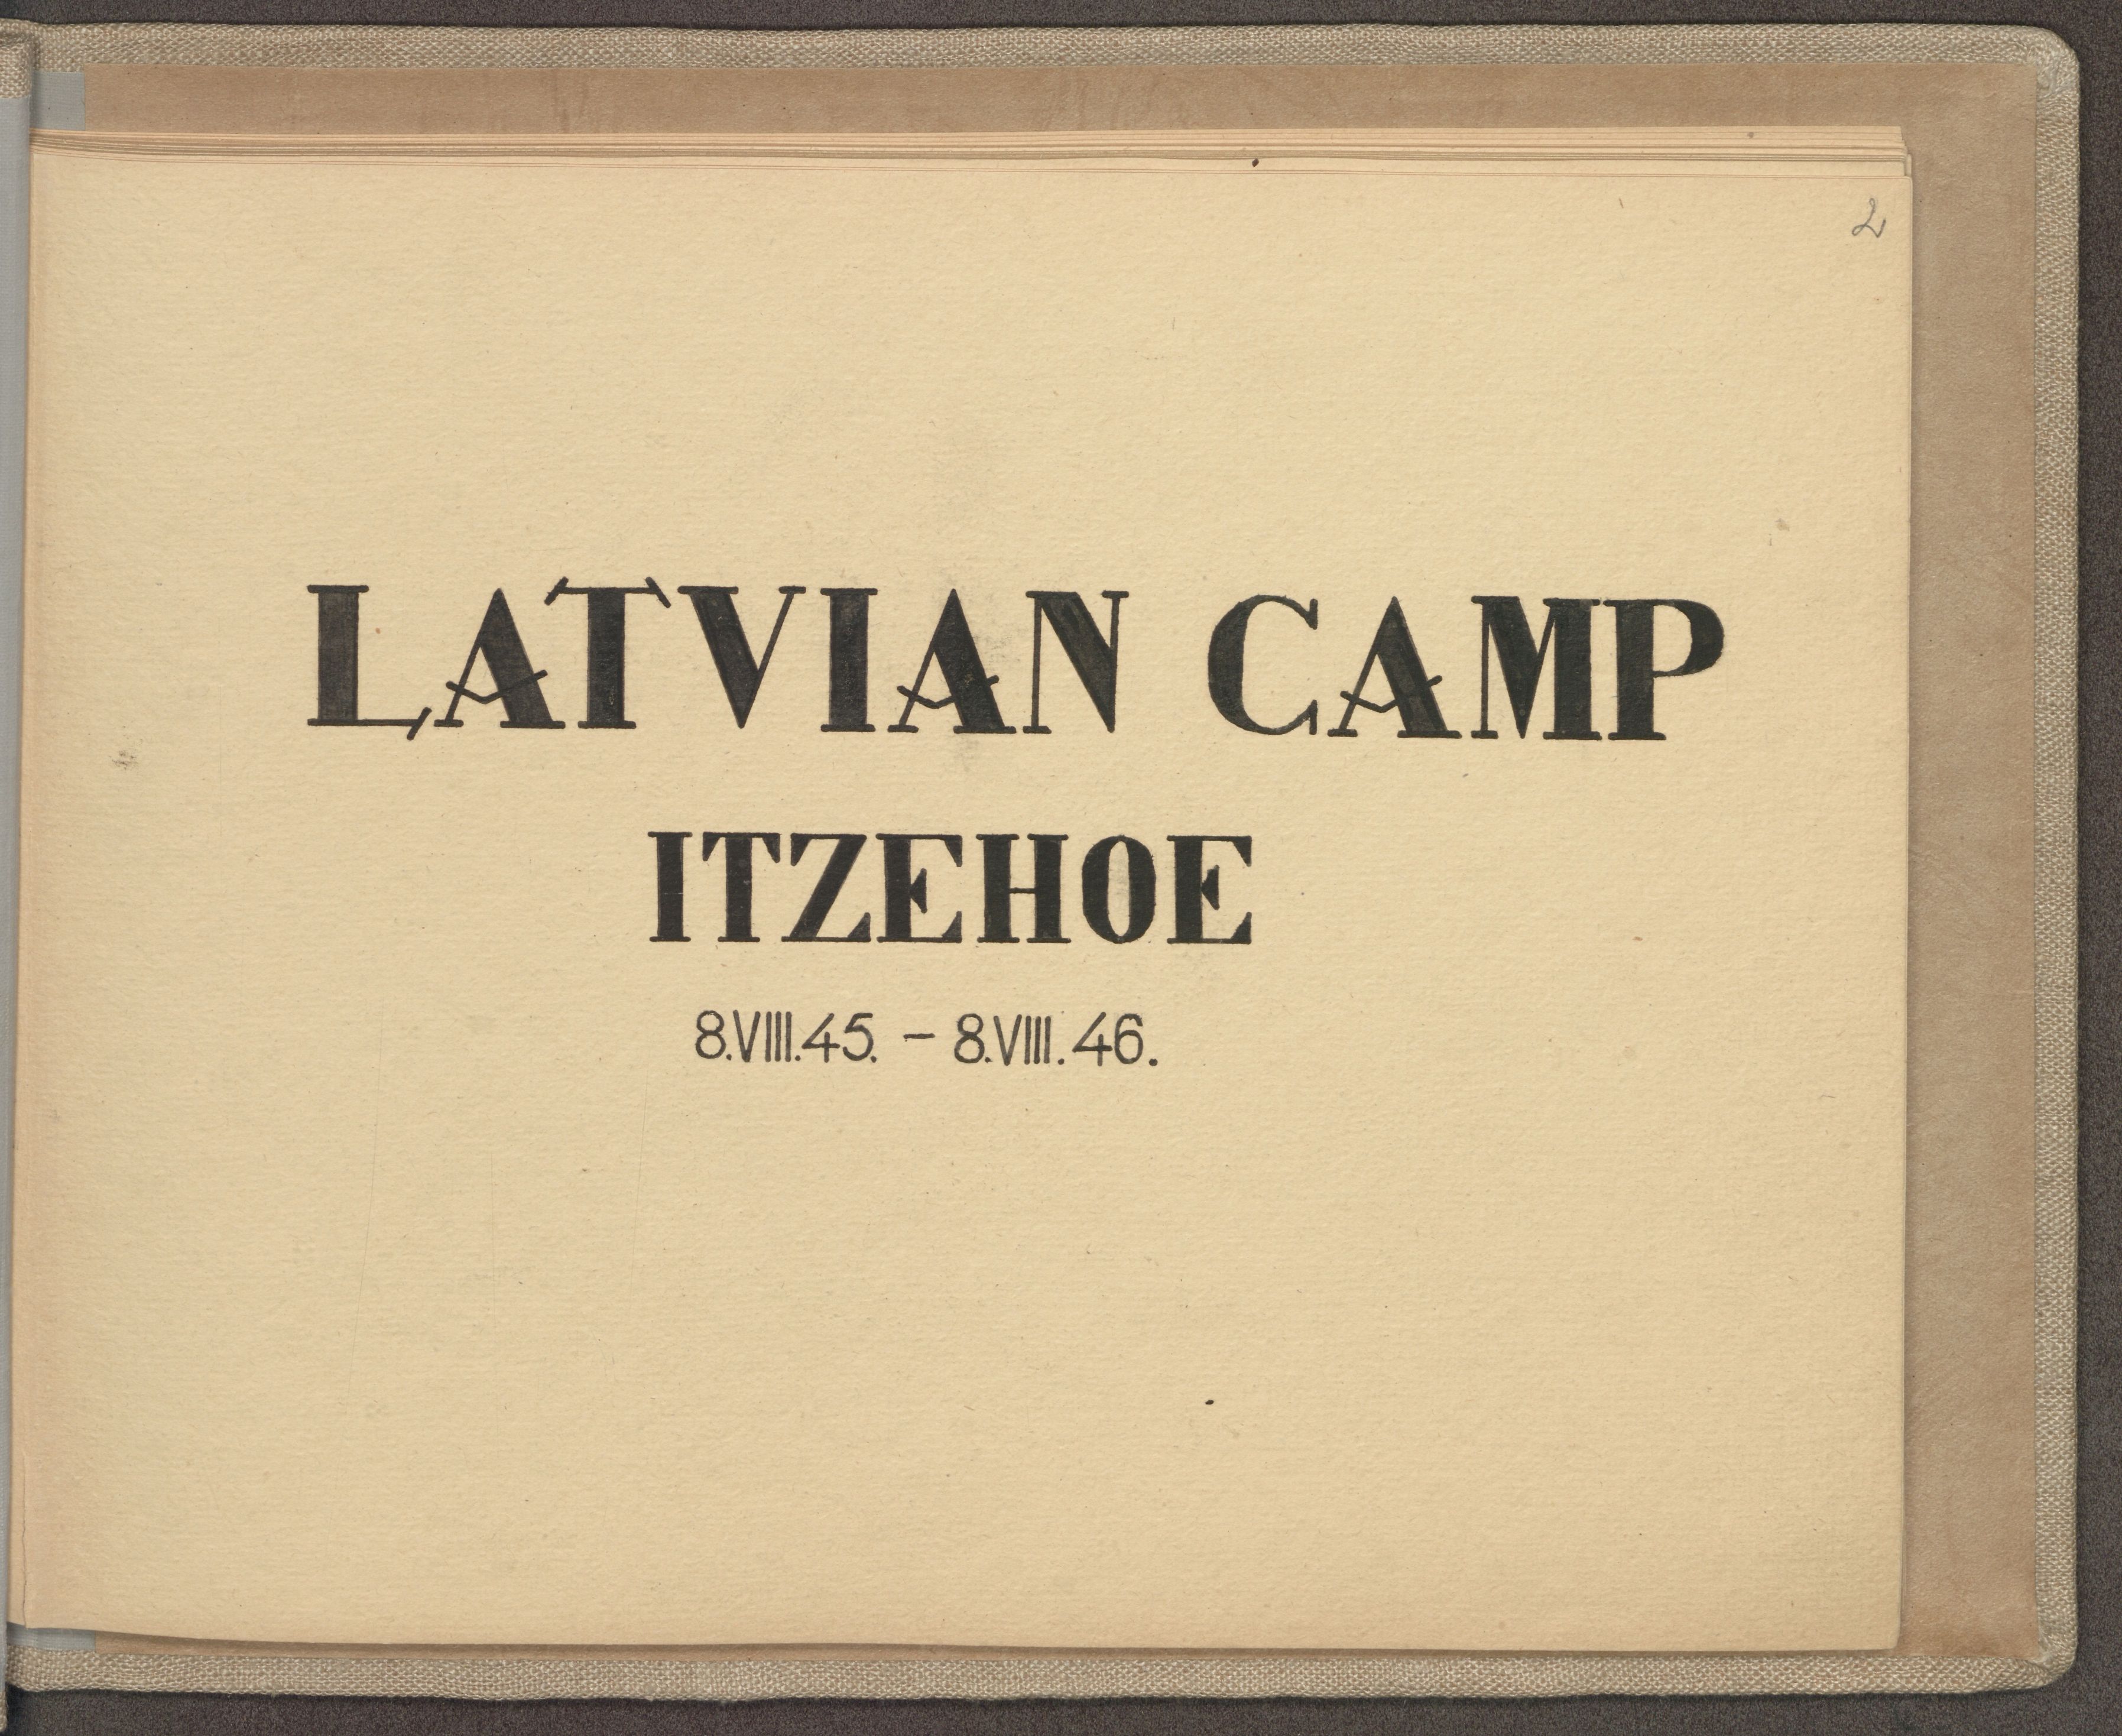 2
LATVIAN CAMP
ITZEHOE
8.VIII.45. – 8.VIII.46.